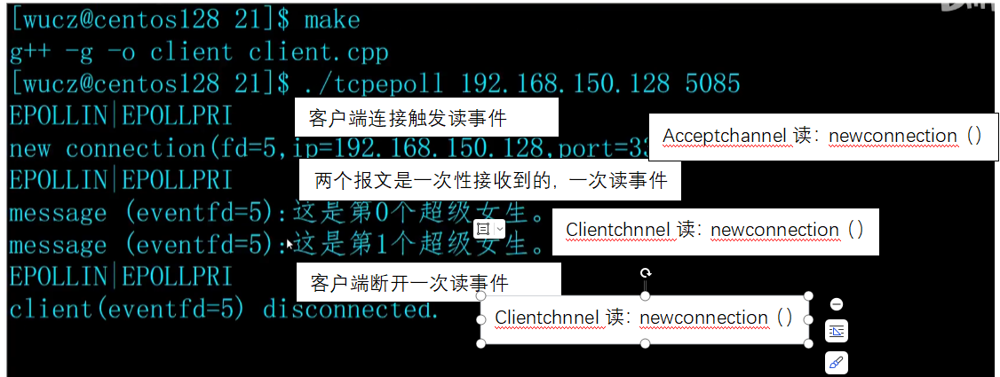 [wucz@centos128 21]$ make
g++ -g -o client client.cpp
[wucz@centos128 21]$ ./tcpepoll 192.168.150.128 5085
EPOLLIN|EPOLLPRI
客户端连接触发读事件
Acceptchannel 读：newconnection（）
new connection(fd=5,ip=192.168.150.128,port=33
EPOLLIN|EPOLLPRI
两个报文是一次性接收到的，一次读事件
message (eventfd=5):这是第0个超级女生。
Clientchnnel 读：newconnection（）
message (eventfd=5):这是第1个超级女生。
EPOLLIN|EPOLLPRI
客户端断开一次读事件
client(eventfd=5) disconnected.
Clientchnnel 读：newconnection（）